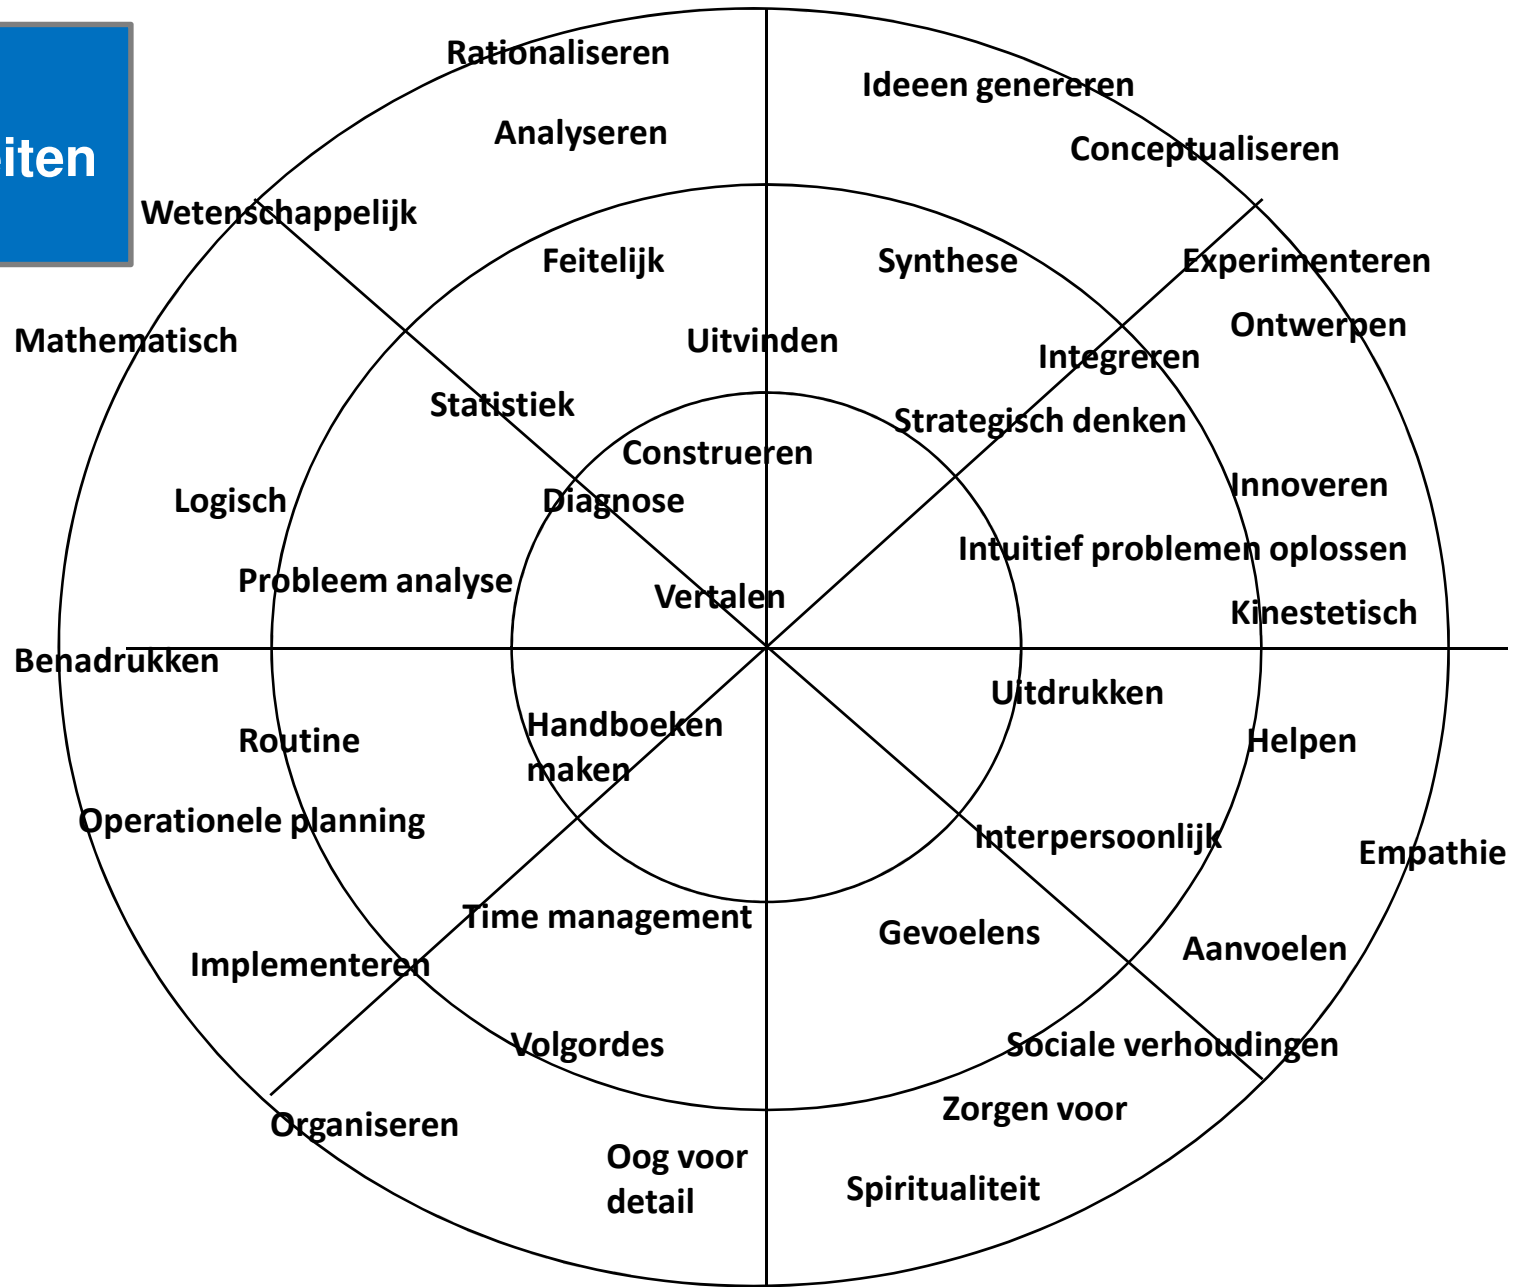 Rationaliseren
Ideeen genereren
Analyseren
Conceptualiseren
eiten
Wetenschappelijk
Feitelijk
Synthese
Experimenteren
Ontwerpen
Mathematisch
Uitvinden
Integreren
Statistiek
Strategisch denken
Construeren
Innoveren
Logisch
Diagnose
Intuitief problemen oplossen
Probleem analyse
Vertalen
Kinestetisch
Benadrukken
Uitdrukken
Handboeken
maken
Routine
Helpen
Operationele planning
Interpersoonlijk
Empathie
Time management
Gevoelens
Aanvoelen
Implementeren
Volgordes
Sociale verhoudingen
Zorgen voor
Organiseren
Oog voor
detail
Spiritualiteit